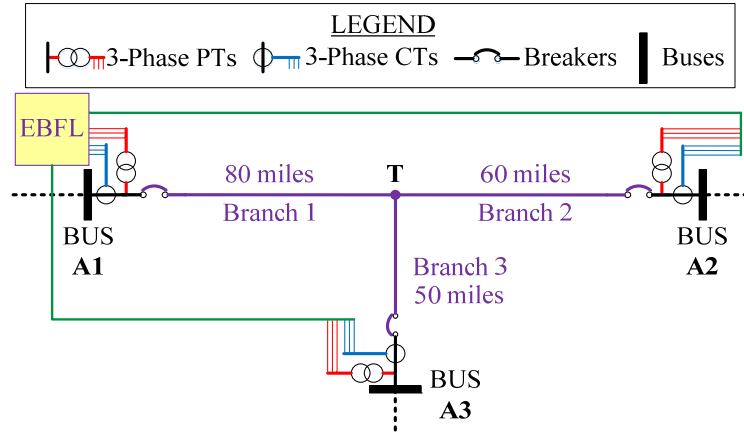 LEGEND
3-Phase PTs
3-Phase CTs
Breakers
Buses
EBFL
80 miles
T
60 miles
Branch 1
Branch 2
BUS
A1
BUS
A2
Branch 3
50 miles
BUS
A3